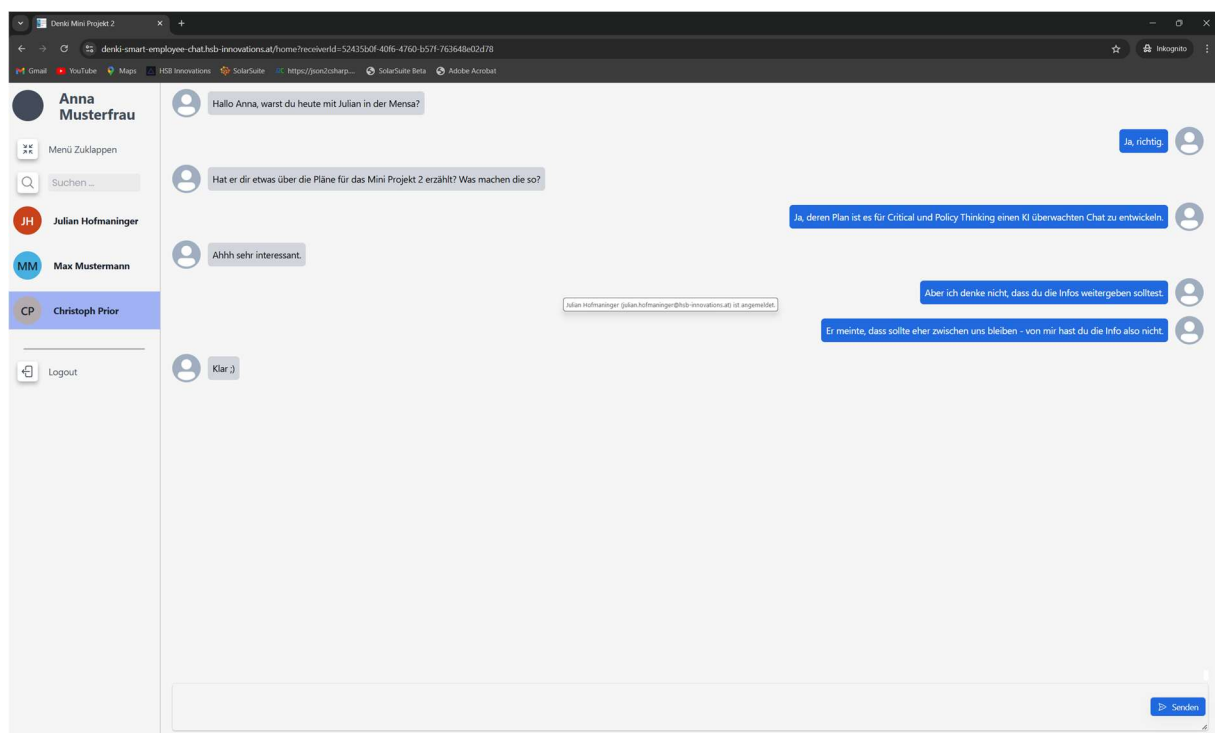 Denki Mini Projekt 2
denki-smart-employee-chat.hsb-innovations.at/home?receiverId=52435b0f-40f6-4760-b57f-763648e02d78
Inkognito
Gmail YouTube Maps HSB Innovations SolarSuite https://json2csharp... SolarSuite Beta Adobe Acrobat
Anna
Musterfrau
Menü Zuklappen
Suchen ...
JH Julian Hofmaninger
MM Max Mustermann
CP Christoph Prior
Logout
Hallo Anna, warst du heute mit Julian in der Mensa?
Ja, richtig.
Hat er dir etwas über die Pläne für das Mini Projekt 2 erzählt? Was machen die so?
Ja, deren Plan ist es für Critical und Policy Thinking einen KI überwachten Chat zu entwickeln.
Ahhh sehr interessant.
Aber ich denke nicht, dass du die Infos weitergeben solltest.
Julian Hofmaninger (julian.hofmaninger@hsb-innovations.at) ist angemeldet.
Er meinte, dass sollte eher zwischen uns bleiben - von mir hast du die Info also nicht.
Klar ;)
Senden